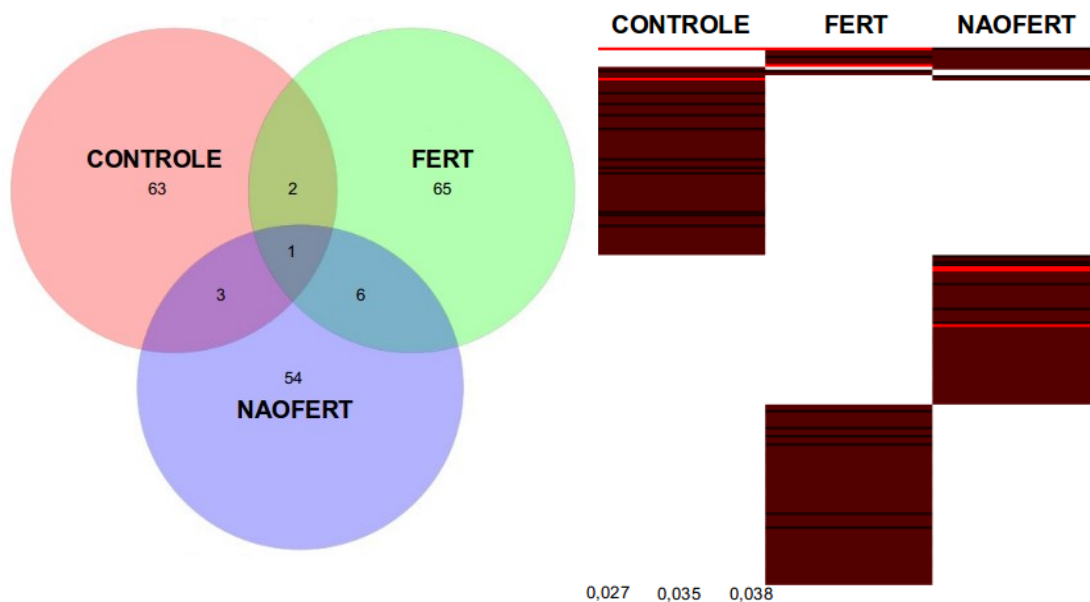 CONTROLE
63
2
FERT
65
1
3
6
54
NAOFERT
CONTROLE FERT NAOFERT
0,027 0,035 0,038